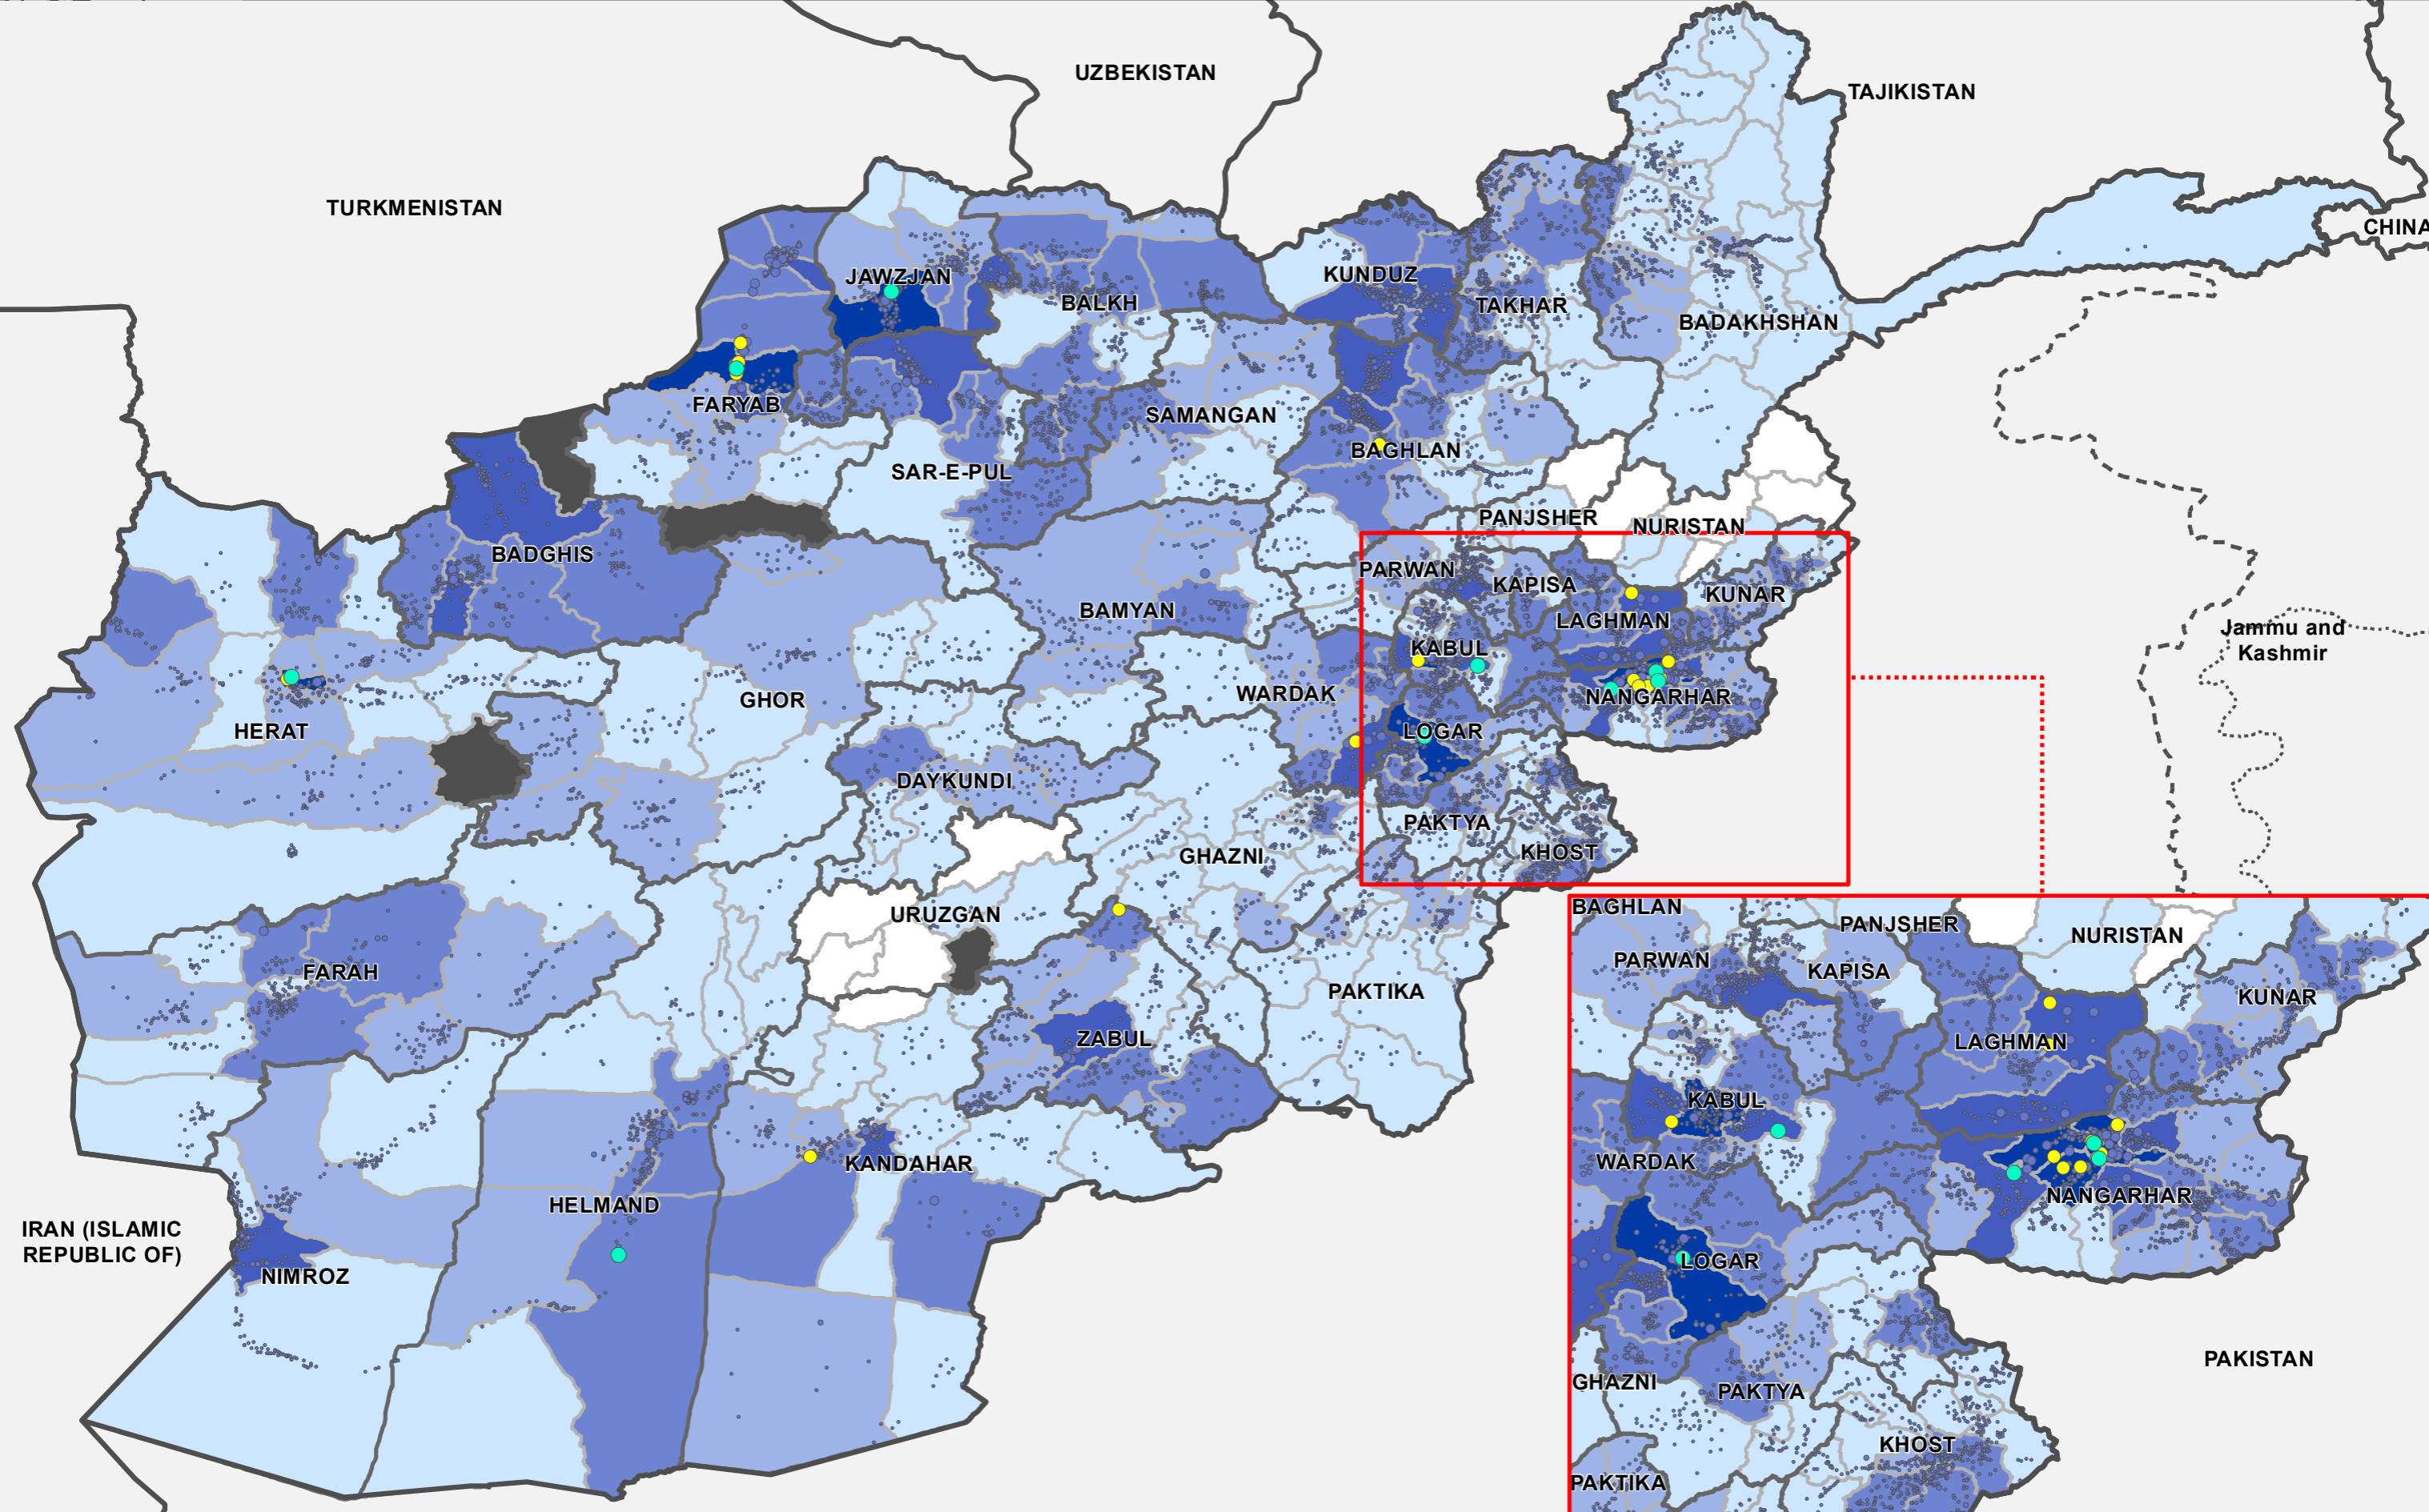 UZBEKISTAN
TAJIKISTAN
TURKMENISTAN
CHINA
JAWZJAN
KUNDUZ
BALKH
TAKHAR
BADAKHSHAN
FARYAB
SAMANGAN
BAGHLAN
SAR-E-PUL
PANJSHER
NURISTAN
BADGHIS
PARWAN
KAPISA
KUNAR
BAMYAN
LAGHMAN
Jammu and
Kashmir
KABUL
WARDAK
NANGARHAR
GHOR
HERAT
LOGAR
DAYKUNDI
PAKTYA
GHAZNI
KHOST
URUZGAN
FARAH
PAKTIKA
ZABUL
KANDAHAR
HELMAND
IRAN (ISLAMIC
REPUBLIC OF)
NIMROZ
BAGHLAN
PANJSHER
NURISTAN
PARWAN
KAPISA
KUNAR
LAGHMAN
KABUL
WARDAK
NANGARHAR
LOGAR
PAKISTAN
GHAZNI
PAKTYA
KHOST
PAKTIKA